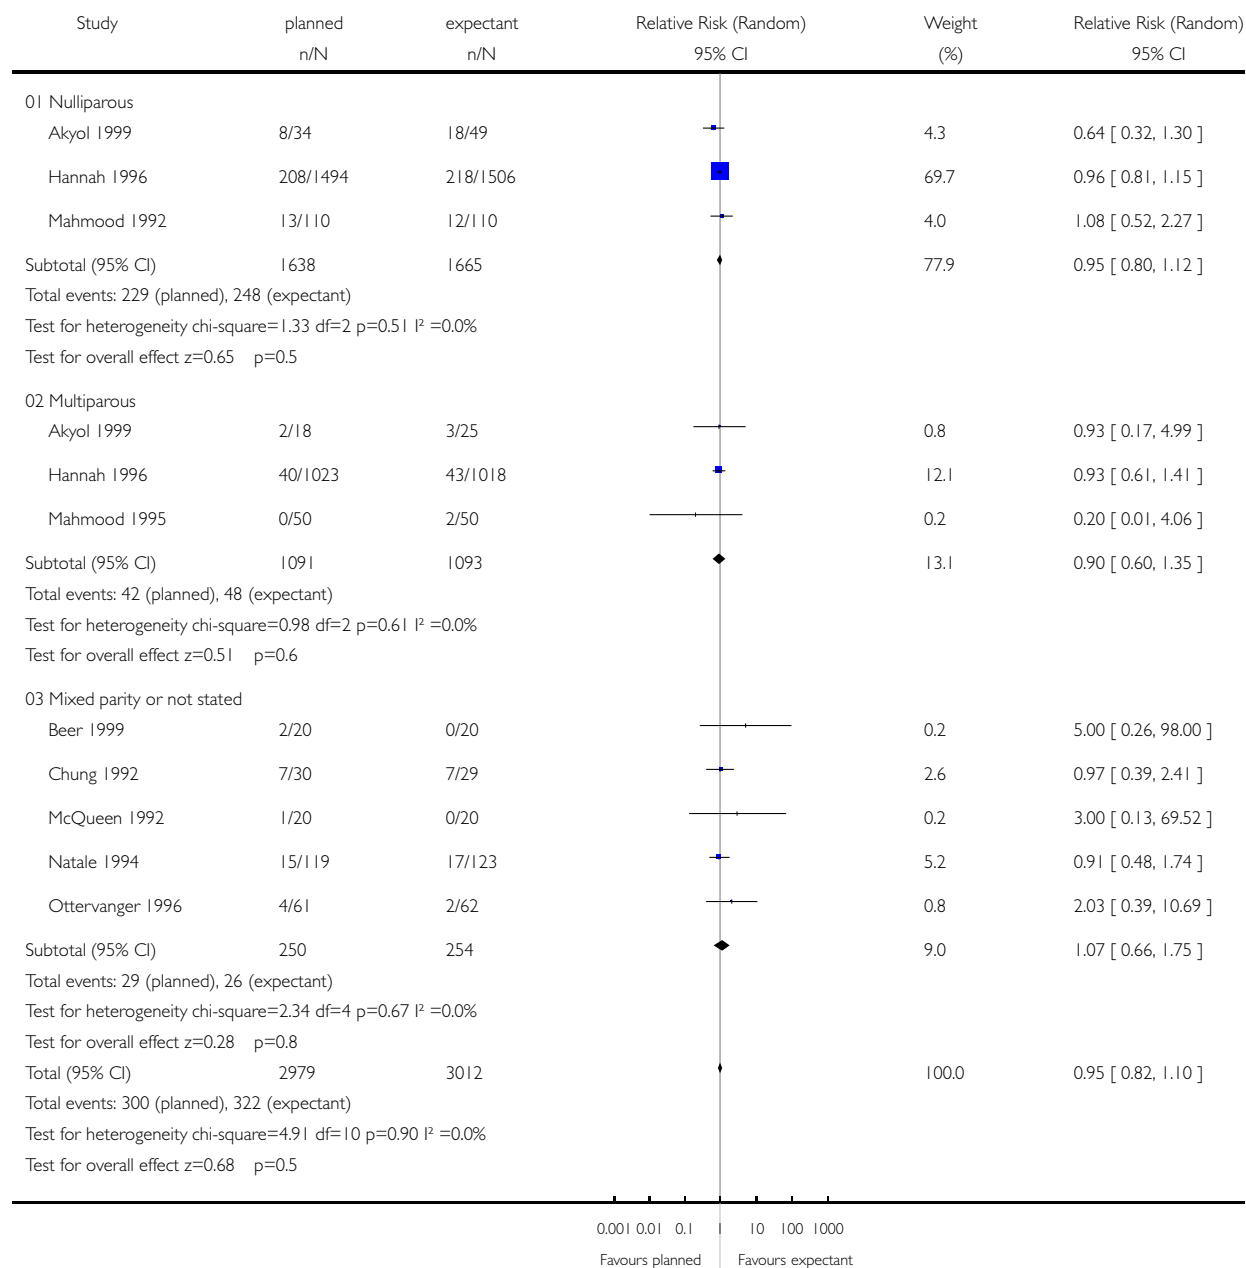 Study planned expectant Relative Risk (Random) Weight Relative Risk (Random)
n/N n/N 95% CI (%) 95% CI
01 Nulliparous
Akyol 1999 8/34 18/49 4.3 0.64 [ 0.32, 1.30 ]
Hannah 1996 208/1494 218/1506 69.7 0.96 [ 0.81, 1.15 ]
Mahmood 1992 13/110 12/110 4.0 1.08 [ 0.52, 2.27 ]
Subtotal (95% CI) 1638 1665 77.9 0.95 [ 0.80, 1.12 ]
Total events: 229 (planned), 248 (expectant)
Test for heterogeneity chi-square=1.33 df=2 p=0.51 I² =0.0%
Test for overall effect z=0.65 p=0.5
02 Multiparous
Akyol 1999 2/18 3/25 0.8 0.93 [ 0.17, 4.99 ]
Hannah 1996 40/1023 43/1018 12.1 0.93 [ 0.61, 1.41 ]
Mahmood 1995 0/50 2/50 0.2 0.20 [ 0.01, 4.06 ]
Subtotal (95% CI) 1091 1093 13.1 0.90 [ 0.60, 1.35 ]
Total events: 42 (planned), 48 (expectant)
Test for heterogeneity chi-square=0.98 df=2 p=0.61 I² =0.0%
Test for overall effect z=0.51 p=0.6
03 Mixed parity or not stated
Beer 1999 2/20 0/20 0.2 5.00 [ 0.26, 98.00 ]
Chung 1992 7/30 7/29 2.6 0.97 [ 0.39, 2.41 ]
McQueen 1992 1/20 0/20 0.2 3.00 [ 0.13, 69.52 ]
Natale 1994 15/119 17/123 5.2 0.91 [ 0.48, 1.74 ]
Ottervanger 1996 4/61 2/62 0.8 2.03 [ 0.39, 10.69 ]
Subtotal (95% CI) 250 254 9.0 1.07 [ 0.66, 1.75 ]
Total events: 29 (planned), 26 (expectant)
Test for heterogeneity chi-square=2.34 df=4 p=0.67 I² =0.0%
Test for overall effect z=0.28 p=0.8
Total (95% CI) 2979 3012 100.0 0.95 [ 0.82, 1.10 ]
Total events: 300 (planned), 322 (expectant)
Test for heterogeneity chi-square=4.91 df=10 p=0.90 I² =0.0%
Test for overall effect z=0.68 p=0.5
0.001 0.01 0.1 1 10 100 1000
Favours planned Favours expectant